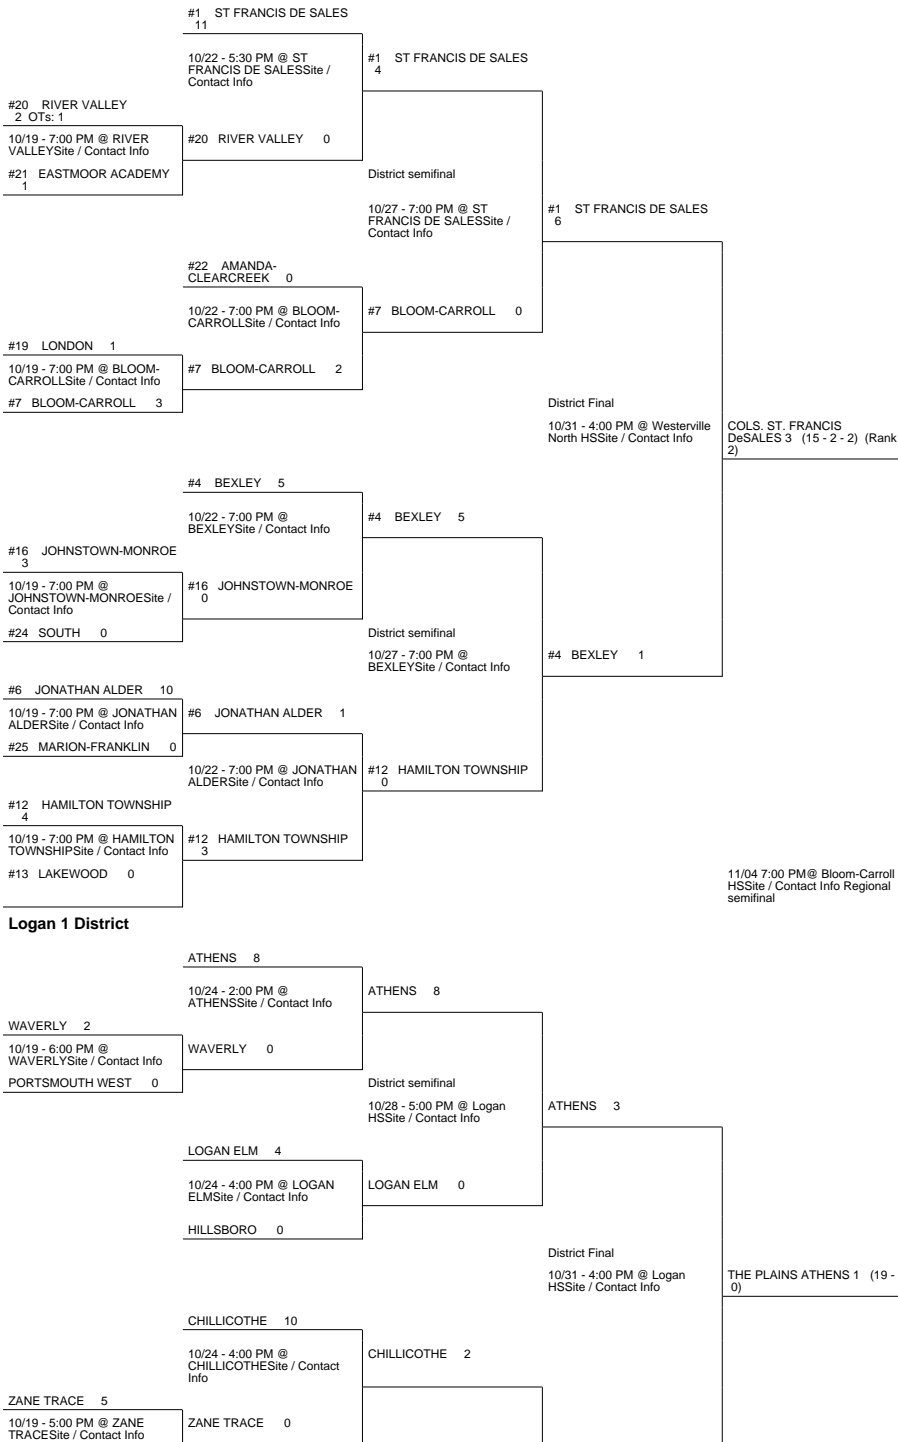 #1 ST FRANCIS DE SALES
11
10/22 - 5:30 PM @ ST
FRANCIS DE SALESSite /
Contact Info
#1 ST FRANCIS DE SALES
4
#20 RIVER VALLEY
2 OTs: 1
10/19 - 7:00 PM @ RIVER
VALLEYSite / Contact Info
#20 RIVER VALLEY 0
#21 EASTMOOR ACADEMY
1
District semifinal
10/27 - 7:00 PM @ ST
FRANCIS DE SALESSite /
Contact Info
#1 ST FRANCIS DE SALES
6
#22 AMANDA-
CLEARCREEK 0
10/22 - 7:00 PM @ BLOOM-
CARROLLSite / Contact Info
#7 BLOOM-CARROLL 0
#19 LONDON 1
10/19 - 7:00 PM @ BLOOM-
CARROLLSite / Contact Info
#7 BLOOM-CARROLL 2
#7 BLOOM-CARROLL 3
District Final
10/31 - 4:00 PM @ Westerville
North HSSite / Contact Info
COLS. ST. FRANCIS
DeSALES 3 (15 - 2 - 2) (Rank
2)
#4 BEXLEY 5
10/22 - 7:00 PM @
BEXLEYSite / Contact Info
#4 BEXLEY 5
#16 JOHNSTOWN-MONROE
3
10/19 - 7:00 PM @
JOHNSTOWN-MONROESite /
Contact Info
#16 JOHNSTOWN-MONROE
0
#24 SOUTH 0
District semifinal
10/27 - 7:00 PM @
BEXLEYSite / Contact Info
#4 BEXLEY 1
#6 JONATHAN ALDER 10
10/19 - 7:00 PM @ JONATHAN
ALDERSite / Contact Info
#6 JONATHAN ALDER 1
#25 MARION-FRANKLIN 0
10/22 - 7:00 PM @ JONATHAN
ALDERSite / Contact Info
#12 HAMILTON TOWNSHIP
0
#12 HAMILTON TOWNSHIP
4
10/19 - 7:00 PM @ HAMILTON
TOWNSHIPSite / Contact Info
#12 HAMILTON TOWNSHIP
3
#13 LAKEWOOD 0
11/04 7:00 PM@ Bloom-Carroll
HSSite / Contact Info Regional
semifinal
Logan 1 District
ATHENS 8
10/24 - 2:00 PM @
ATHENSSite / Contact Info
ATHENS 8
WAVERLY 2
10/19 - 6:00 PM @
WAVERLYSite / Contact Info
WAVERLY 0
PORTSMOUTH WEST 0
District semifinal
10/28 - 5:00 PM @ Logan
HSSite / Contact Info
ATHENS 3
LOGAN ELM 4
10/24 - 4:00 PM @ LOGAN
ELMSite / Contact Info
LOGAN ELM 0
HILLSBORO 0
District Final
10/31 - 4:00 PM @ Logan
HSSite / Contact Info
THE PLAINS ATHENS 1 (19 -
0)
CHILLICOTHE 10
10/24 - 4:00 PM @
CHILLICOTHESite / Contact
Info
CHILLICOTHE 2
ZANE TRACE 5
10/19 - 5:00 PM @ ZANE
TRACESite / Contact Info
ZANE TRACE 0